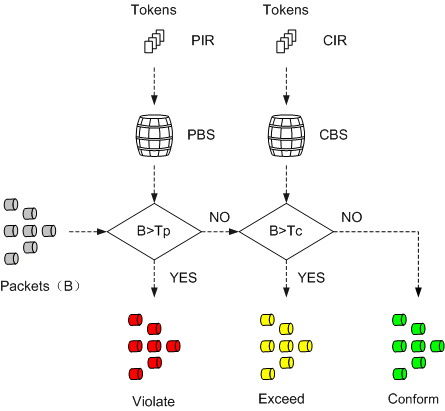 Tokens Tokens
PIR CIR
PBS CBS
B>Tp NO B>Tc NO
Packets（B） YES YES
Violate Exceed Conform